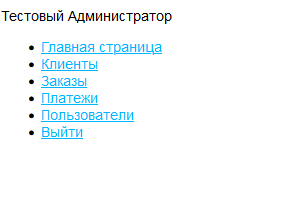 Тестовый Администратор
Главная страница
Клиенты
Заказы
Платежи
Пользователи
Выйти